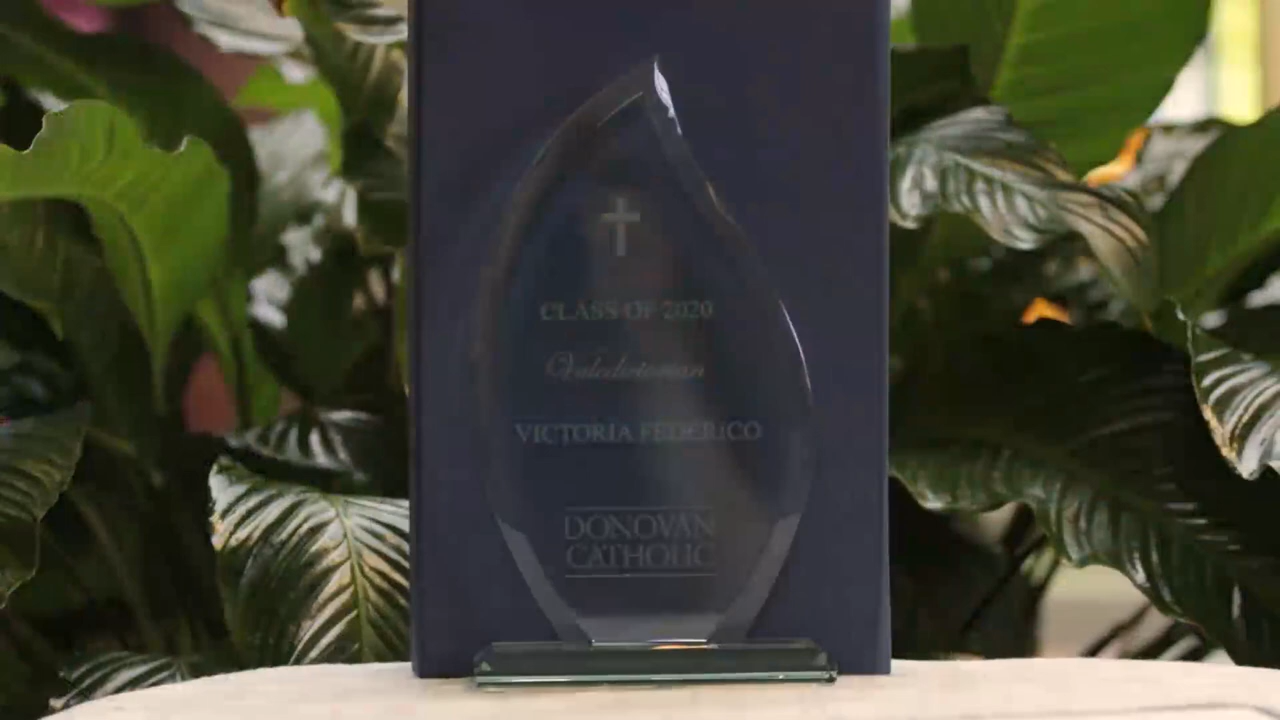 CLASS OF 2020
Valedictorian
VICTORIA FEDERICO
DONOVAN
CATHOLIC